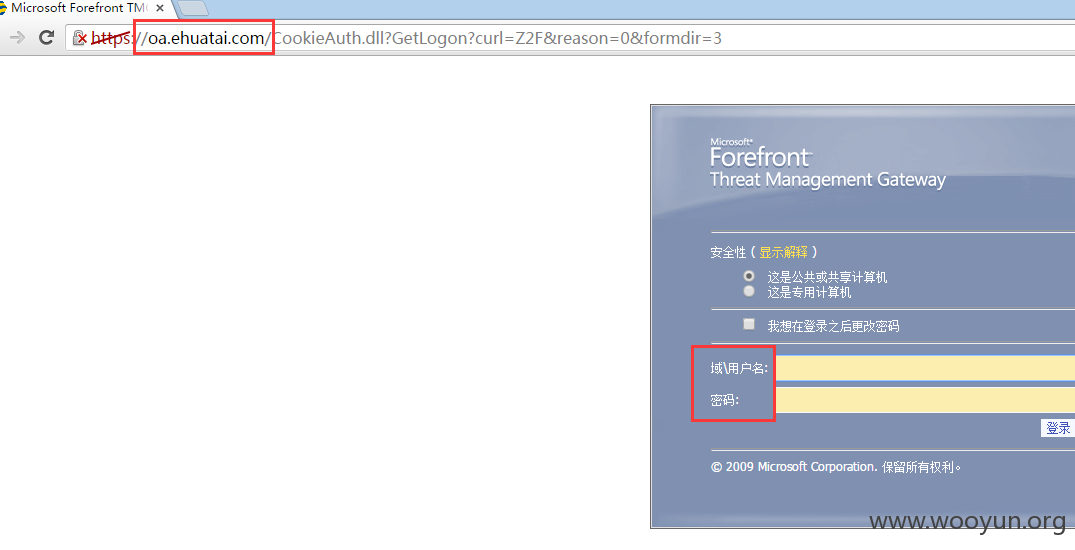 Microsoft Forefront TM
https://oa.ehuatai.com/CookieAuth.dll?GetLogon?curl=Z2F&reason=0&formdir=3
Microsoft®
Forefront™
Threat Management Gateway
安全性 ( 显示解释 )
这是公共或共享计算机
这是专用计算机
我想在登录之后更改密码
域\用户名:
密码:
登录
© 2009 Microsoft Corporation. 保留所有权利。
www.wooyun.org